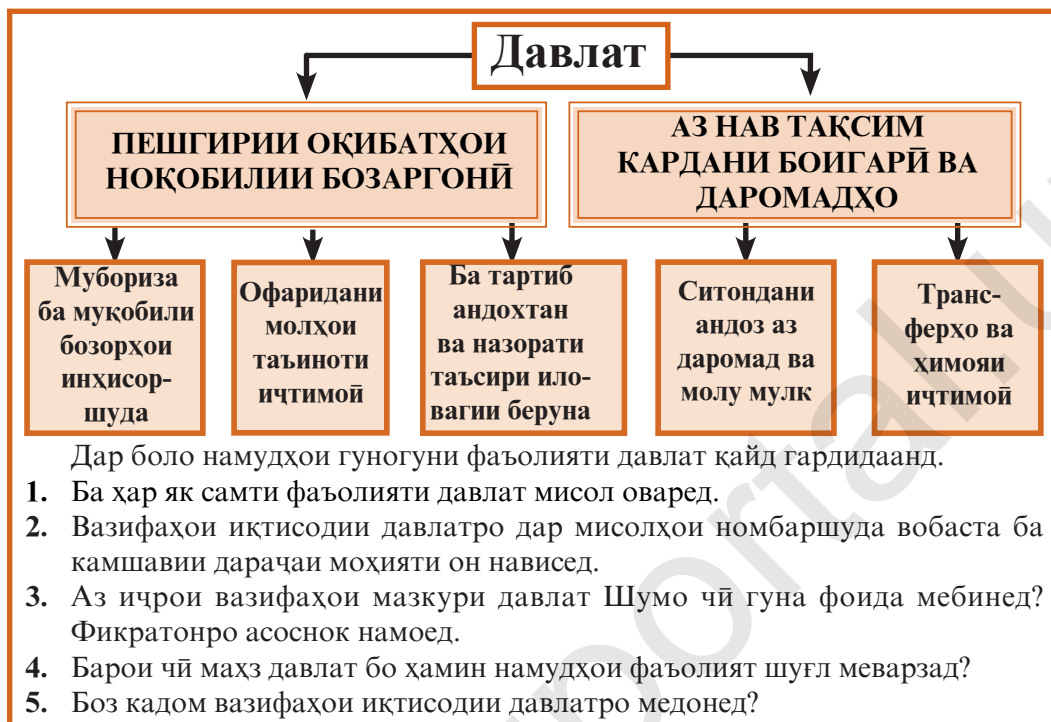 Давлат
ПЕШГИРИИ ОҚИБАТҲОИ
НОҚОБИЛИИ БОЗАРГОНӢ
АЗ НАВ ТАҚСИМ
КАРДАНИ БОИГАРӢ ВА
ДАРОМАДҲО
Мубориза
ба муқобили
бозорҳои
инҳисор-
шуда
Офаридани
молҳои
таъиноти
иҷтимоӣ
Ба тартиб
андохтан
ва назорати
таъсири ило-
вагии беруна
Ситондани
андоз аз
даромад ва
молу мулк
Транс-
ферҳо ва
ҳимояи
иҷтимоӣ
Дар боло намудҳои гуногуни фаъолияти давлат қайд гардидаанд.
1. Ба ҳар як самти фаъолияти давлат мисол оваред.
2. Вазифаҳои иқтисодии давлатро дар мисолҳои номбаршуда вобаста ба
камшавии дараҷаи моҳияти он нависед.
3. Аз иҷрои вазифаҳои мазкури давлат Шумо чӣ гуна фоида мебинед?
Фикратонро асоснок намоед.
4. Барои чӣ маҳз давлат бо ҳамин намудҳои фаъолият шуғл меварзад?
5. Боз кадом вазифаҳои иқтисодии давлатро медонед?
portal.u